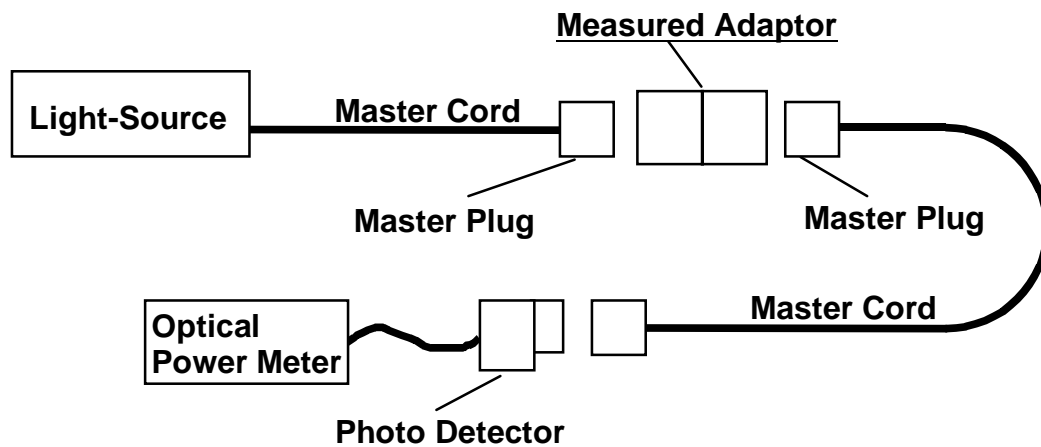 Measured Adaptor
Light-Source
Master Cord
Master Plug
Master Plug
Master Cord
Optical
Power Meter
Photo Detector